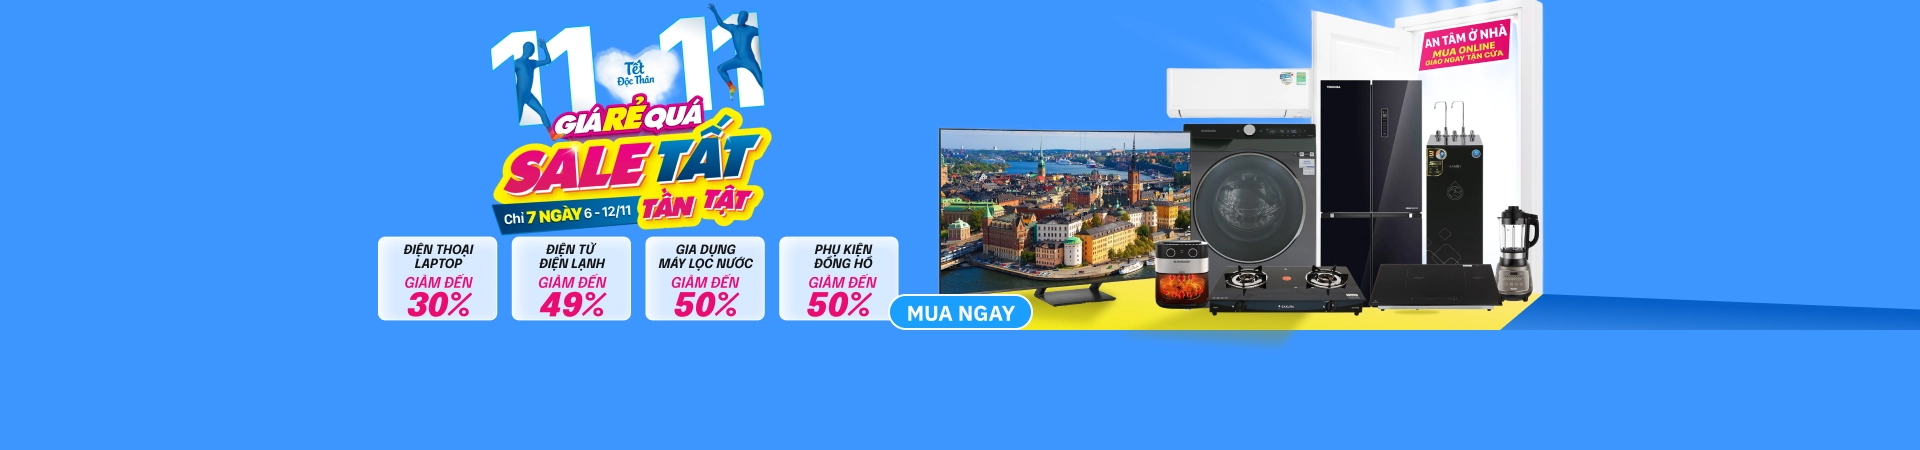 11 11
Tết
Độc Thân
GIÁ RẺ QUÁ
SALE TẤT
TẦN TẬT
Chỉ 7 NGÀY 6 - 12/11
ĐIỆN THOẠI
LAPTOP
GIẢM ĐẾN
30%
ĐIỆN TỬ
ĐIỆN LẠNH
GIẢM ĐẾN
49%
GIA DỤNG
MÁY LỌC NƯỚC
GIẢM ĐẾN
50%
PHỤ KIỆN
ĐỒNG HỒ
GIẢM ĐẾN
50%
MUA NGAY
AN TÂM Ở NHÀ
MUA ONLINE
GIAO NGAY TẬN CỬA
TOSHIBA